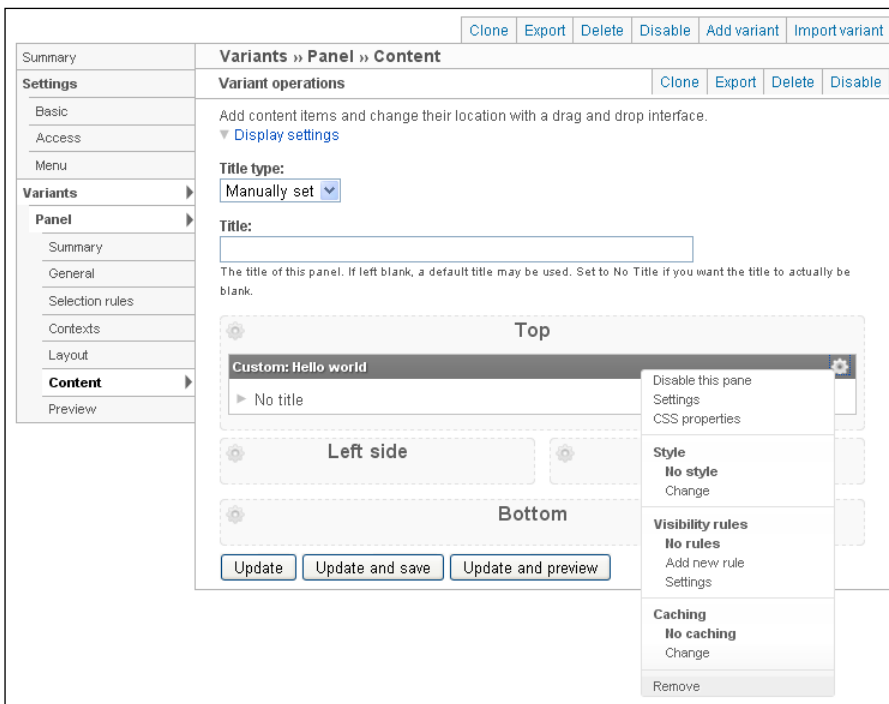 Clone Export Delete Disable Add variant Import variant
Summary
Variants » Panel » Content
Settings
Variant operations
Clone Export Delete Disable
Basic
Access
Menu
Variants
Panel
Summary
General
Selection rules
Contexts
Layout
Content
Preview
Add content items and change their location with a drag and drop interface.
Display settings
Title type:
Manually set
Title:
The title of this panel. If left blank, a default title may be used. Set to No Title if you want the title to actually be
blank.
Top
Custom: Hello world
No title
Left side
Bottom
Update Update and save Update and preview
Disable this pane
Settings
CSS properties
Style
No style
Change
Visibility rules
No rules
Add new rule
Settings
Caching
No caching
Change
Remove